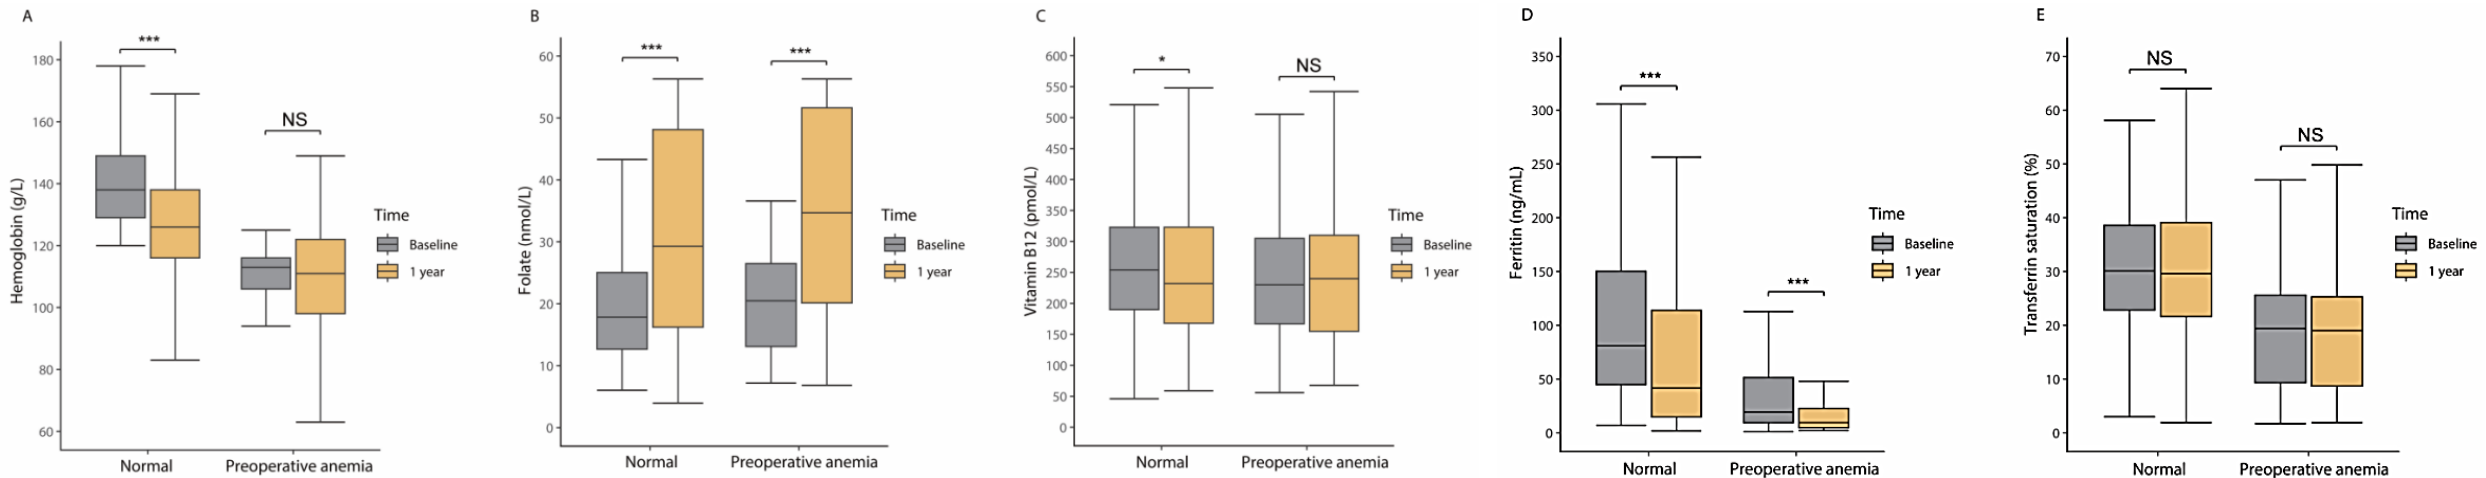 A
Hemoglobin (g/L)
180
160
140
120
100
80
60
***
NS
Normal
Preoperative anemia
Time
Baseline
1 year
B
Folate (nmol/L)
60
50
40
30
20
10
0
***
***
Normal
Preoperative anemia
Time
Baseline
1 year
C
Vitamin B12 (pmol/L)
600
550
500
450
400
350
300
250
200
150
100
50
0
*
NS
Normal
Preoperative anemia
Time
Baseline
1 year
D
Ferritin (ng/mL)
350
300
250
200
150
100
50
0
***
***
Normal
Preoperative anemia
Time
Baseline
1 year
E
Transferrin saturation (%)
70
60
50
40
30
20
10
0
NS
NS
Normal
Preoperative anemia
Time
Baseline
1 year